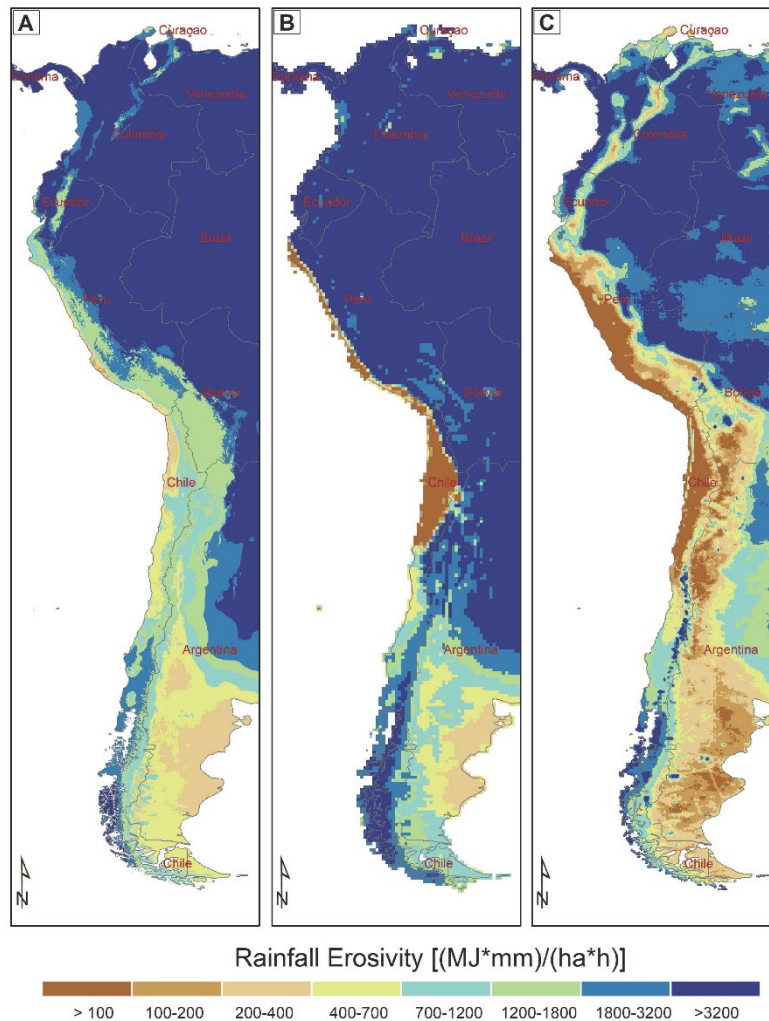 A
Curaçao
Panama
Venezuela
Colombia
Ecuador
Brazil
Peru
Bolivia
Chile
Argentina
Chile
N
B
Curaçao
Panama
Venezuela
Colombia
Ecuador
Brazil
Peru
Bolivia
Chile
Argentina
Chile
N
C
Curaçao
Panama
Venezuela
Colombia
Ecuador
Brazil
Peru
Bolivia
Chile
Argentina
Chile
N
Rainfall Erosivity [(MJ*mm)/(ha*h)]
> 100 100-200 200-400 400-700 700-1200 1200-1800 1800-3200 >3200